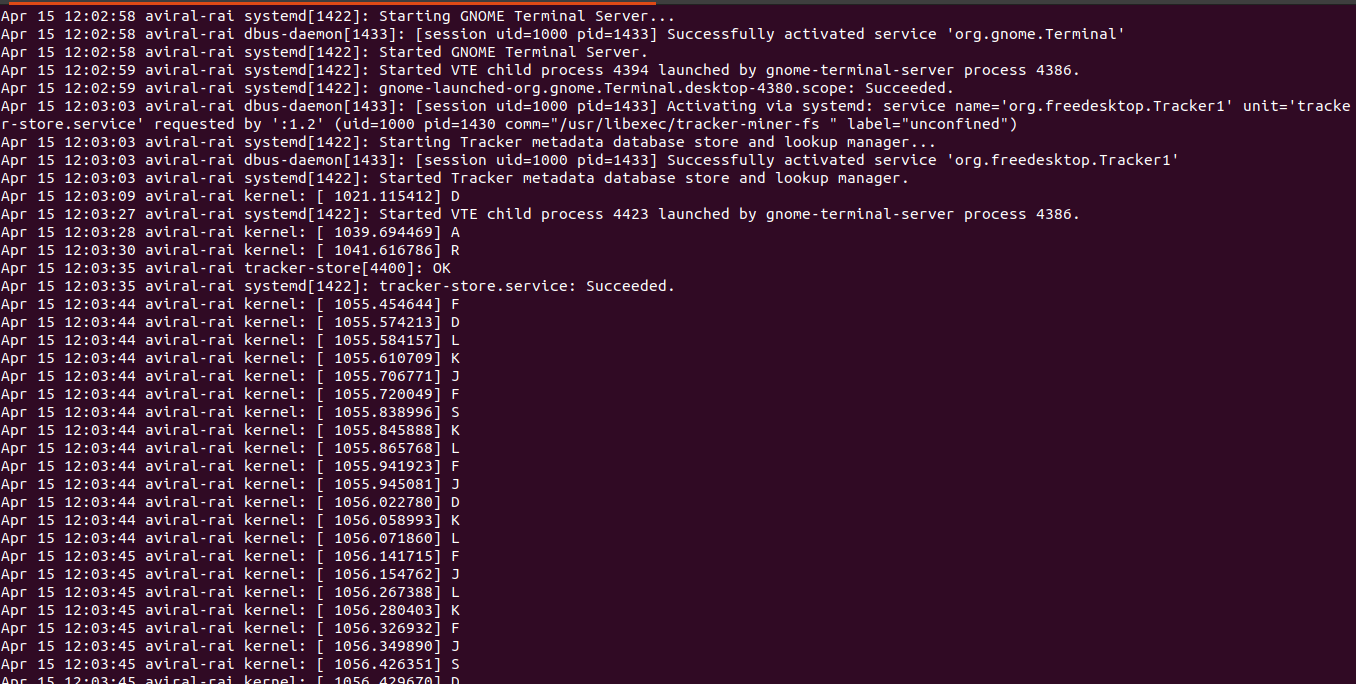 Apr 15 12:02:58 aviral-rai systemd[1422]: Starting GNOME Terminal Server...
Apr 15 12:02:58 aviral-rai dbus-daemon[1433]: [session uid=1000 pid=1433] Successfully activated service 'org.gnome.Terminal'
Apr 15 12:02:58 aviral-rai systemd[1422]: Started GNOME Terminal Server.
Apr 15 12:02:59 aviral-rai systemd[1422]: Started VTE child process 4394 launched by gnome-terminal-server process 4386.
Apr 15 12:02:59 aviral-rai systemd[1422]: gnome-launched-org.gnome.Terminal.desktop-4380.scope: Succeeded.
Apr 15 12:03:03 aviral-rai dbus-daemon[1433]: [session uid=1000 pid=1433] Activating via systemd: service name='org.freedesktop.Tracker1' unit='tracke
r-store.service' requested by ':1.2' (uid=1000 pid=1430 comm="/usr/libexec/tracker-miner-fs " label="unconfined")
Apr 15 12:03:03 aviral-rai systemd[1422]: Starting Tracker metadata database store and lookup manager...
Apr 15 12:03:03 aviral-rai dbus-daemon[1433]: [session uid=1000 pid=1433] Successfully activated service 'org.freedesktop.Tracker1'
Apr 15 12:03:03 aviral-rai systemd[1422]: Started Tracker metadata database store and lookup manager.
Apr 15 12:03:09 aviral-rai kernel: [ 1021.115412] D
Apr 15 12:03:27 aviral-rai systemd[1422]: Started VTE child process 4423 launched by gnome-terminal-server process 4386.
Apr 15 12:03:28 aviral-rai kernel: [ 1039.694469] A
Apr 15 12:03:30 aviral-rai kernel: [ 1041.616786] R
Apr 15 12:03:35 aviral-rai tracker-store[4400]: OK
Apr 15 12:03:35 aviral-rai systemd[1422]: tracker-store.service: Succeeded.
Apr 15 12:03:44 aviral-rai kernel: [ 1055.454644] F
Apr 15 12:03:44 aviral-rai kernel: [ 1055.574213] D
Apr 15 12:03:44 aviral-rai kernel: [ 1055.584157] L
Apr 15 12:03:44 aviral-rai kernel: [ 1055.610709] K
Apr 15 12:03:44 aviral-rai kernel: [ 1055.706771] J
Apr 15 12:03:44 aviral-rai kernel: [ 1055.720049] F
Apr 15 12:03:44 aviral-rai kernel: [ 1055.838996] S
Apr 15 12:03:44 aviral-rai kernel: [ 1055.845888] K
Apr 15 12:03:44 aviral-rai kernel: [ 1055.865768] L
Apr 15 12:03:44 aviral-rai kernel: [ 1055.941923] F
Apr 15 12:03:44 aviral-rai kernel: [ 1055.945081] J
Apr 15 12:03:44 aviral-rai kernel: [ 1056.022780] D
Apr 15 12:03:44 aviral-rai kernel: [ 1056.058993] K
Apr 15 12:03:44 aviral-rai kernel: [ 1056.071860] L
Apr 15 12:03:45 aviral-rai kernel: [ 1056.141715] F
Apr 15 12:03:45 aviral-rai kernel: [ 1056.154762] J
Apr 15 12:03:45 aviral-rai kernel: [ 1056.267388] L
Apr 15 12:03:45 aviral-rai kernel: [ 1056.280403] K
Apr 15 12:03:45 aviral-rai kernel: [ 1056.326932] F
Apr 15 12:03:45 aviral-rai kernel: [ 1056.349890] J
Apr 15 12:03:45 aviral-rai kernel: [ 1056.426351] S
Apr 15 12:03:45 aviral-rai kernel: [ 1056.429670] D